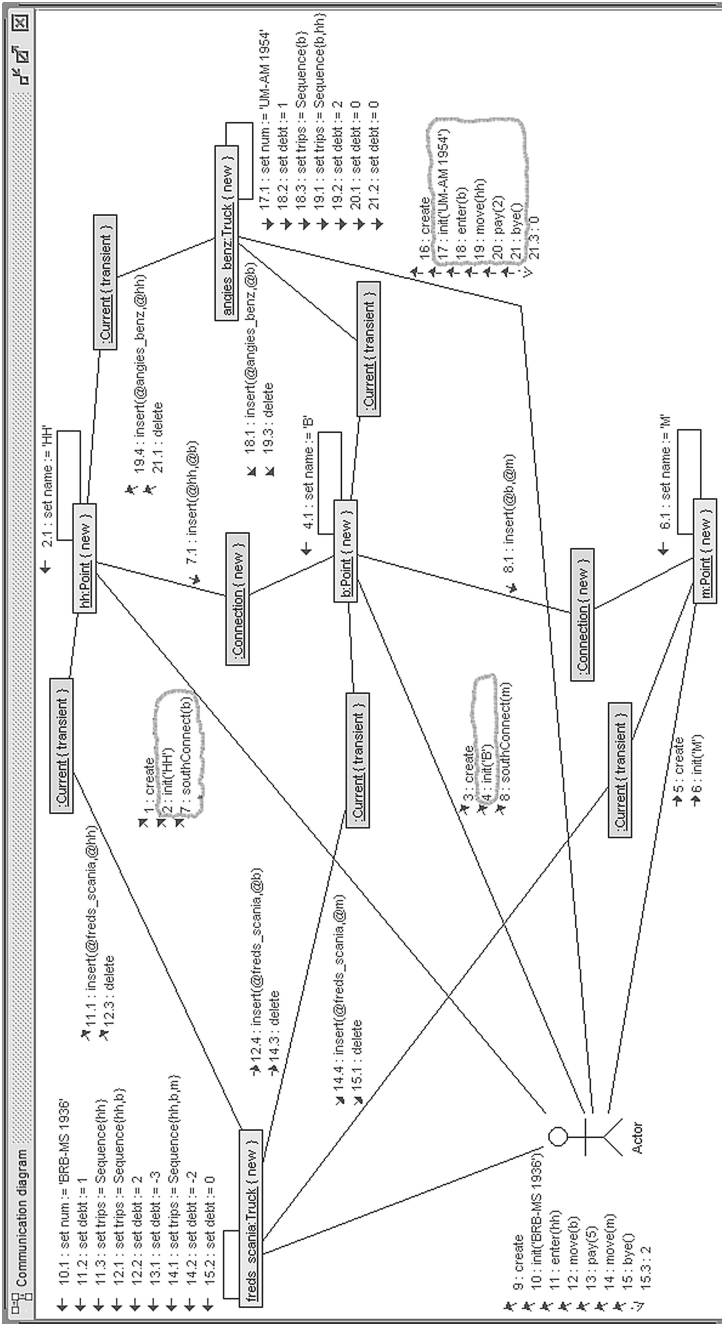 Communication diagram
10.1 : set num := 'BRB-MS 1936'
11.2 : set debt := 1
11.3 : set trips := Sequence{hh}
12.1 : set trips := Sequence{hh,b}
12.2 : set debt := 2
13.1 : set debt := -3
14.1 : set trips := Sequence{hh,b,m}
14.2 : set debt := -2
15.2 : set debt := 0
freds_scania:Truck { new }
11.1 : insert(@freds_scania,@hh)
12.3 : delete
:Current { transient }
2.1 : set name := 'HH'
hh:Point { new }
:Current { transient }
19.4 : insert(@angies_benz,@hh)
21.1 : delete
7.1 : insert(@hh,@b)
:Connection { new }
1 : create
2 : init('HH')
7 : southConnect(b)
12.4 : insert(@freds_scania,@b)
14.3 : delete
:Current { transient }
4.1 : set name := 'B'
b:Point { new }
18.1 : insert(@angies_benz,@b)
19.3 : delete
:Current { transient }
angies_benz:Truck { new }
17.1 : set num := 'UM-AM 1954'
18.2 : set debt := 1
18.3 : set trips := Sequence{b}
19.1 : set trips := Sequence{b,hh}
19.2 : set debt := 2
20.1 : set debt := 0
21.2 : set debt := 0
14.4 : insert(@freds_scania,@m)
15.1 : delete
3 : create
4 : init('B')
8 : southConnect(m)
8.1 : insert(@b,@m)
:Connection { new }
16 : create
17 : init('UM-AM 1954')
18 : enter(b)
19 : move(hh)
20 : pay(2)
21 : bye()
21.3 : 0
:Current { transient }
6.1 : set name := 'M'
m:Point { new }
5 : create
6 : init('M')
Actor
9 : create
10 : init('BRB-MS 1936')
11 : enter(hh)
12 : move(b)
13 : pay(5)
14 : move(m)
15 : bye()
15.3 : 2